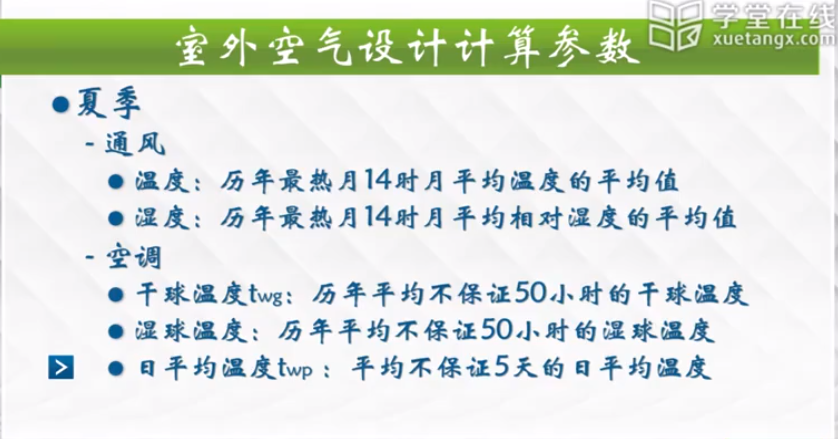 学堂在线
xuetangx.com
室外空气设计计算参数
●夏季
- 通风
● 温度：历年最热月14时月平均温度的平均值
● 湿度：历年最热月14时月平均相对湿度的平均值
- 空调
● 干球温度twg：历年平均不保证50小时的干球温度
● 湿球温度：历年平均不保证50小时的湿球温度
● 日平均温度twp ：平均不保证5天的日平均温度